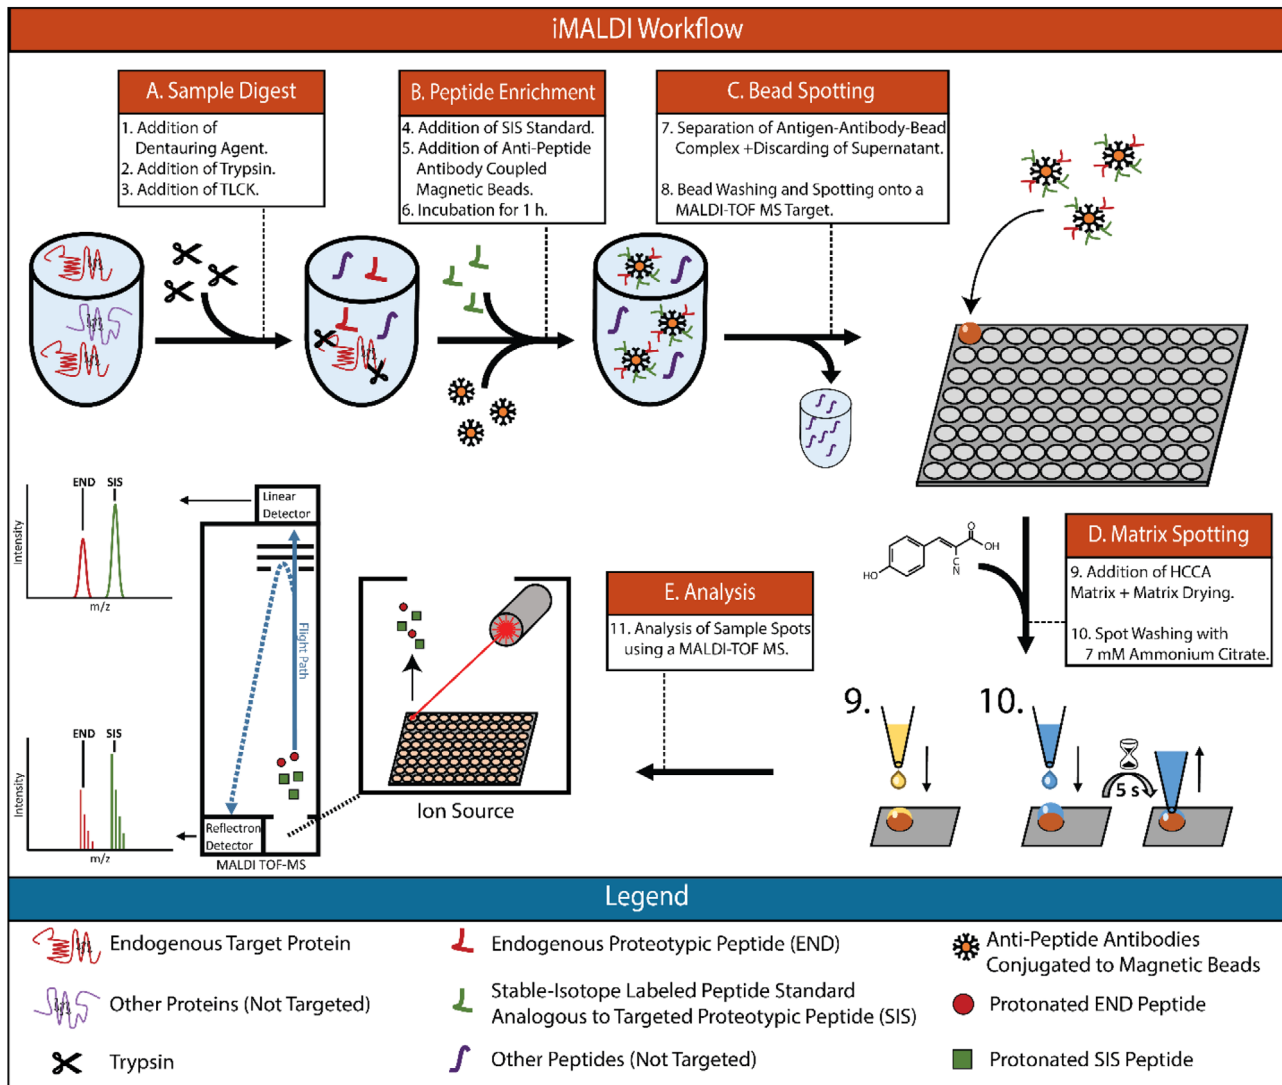 iMALDI Workflow
A. Sample Digest
1. Addition of
Dentauring Agent.
2. Addition of Trypsin.
3. Addition of TLCK.
B. Peptide Enrichment
4. Addition of SIS Standard.
5. Addition of Anti-Peptide
Antibody Coupled
Magnetic Beads.
6. Incubation for 1 h.
C. Bead Spotting
7. Separation of Antigen-Antibody-Bead
Complex +Discarding of Supernatant.
8. Bead Washing and Spotting onto a
MALDI-TOF MS Target.
D. Matrix Spotting
9. Addition of HCCA
Matrix + Matrix Drying.
10. Spot Washing with
7 mM Ammonium Citrate.
O
OH
C
N
HO
E. Analysis
11. Analysis of Sample Spots
using a MALDI-TOF MS.
9.
10.
5 s
Ion Source
Linear
Detector
Flight Path
Reflectron
Detector
MALDI TOF-MS
END SIS
Intensity
m/z
END SIS
Intensity
m/z
Legend
Endogenous Target Protein
Other Proteins (Not Targeted)
Trypsin
Endogenous Proteotypic Peptide (END)
Stable-Isotope Labeled Peptide Standard
Analogous to Targeted Proteotypic Peptide (SIS)
Other Peptides (Not Targeted)
Anti-Peptide Antibodies
Conjugated to Magnetic Beads
Protonated END Peptide
Protonated SIS Peptide